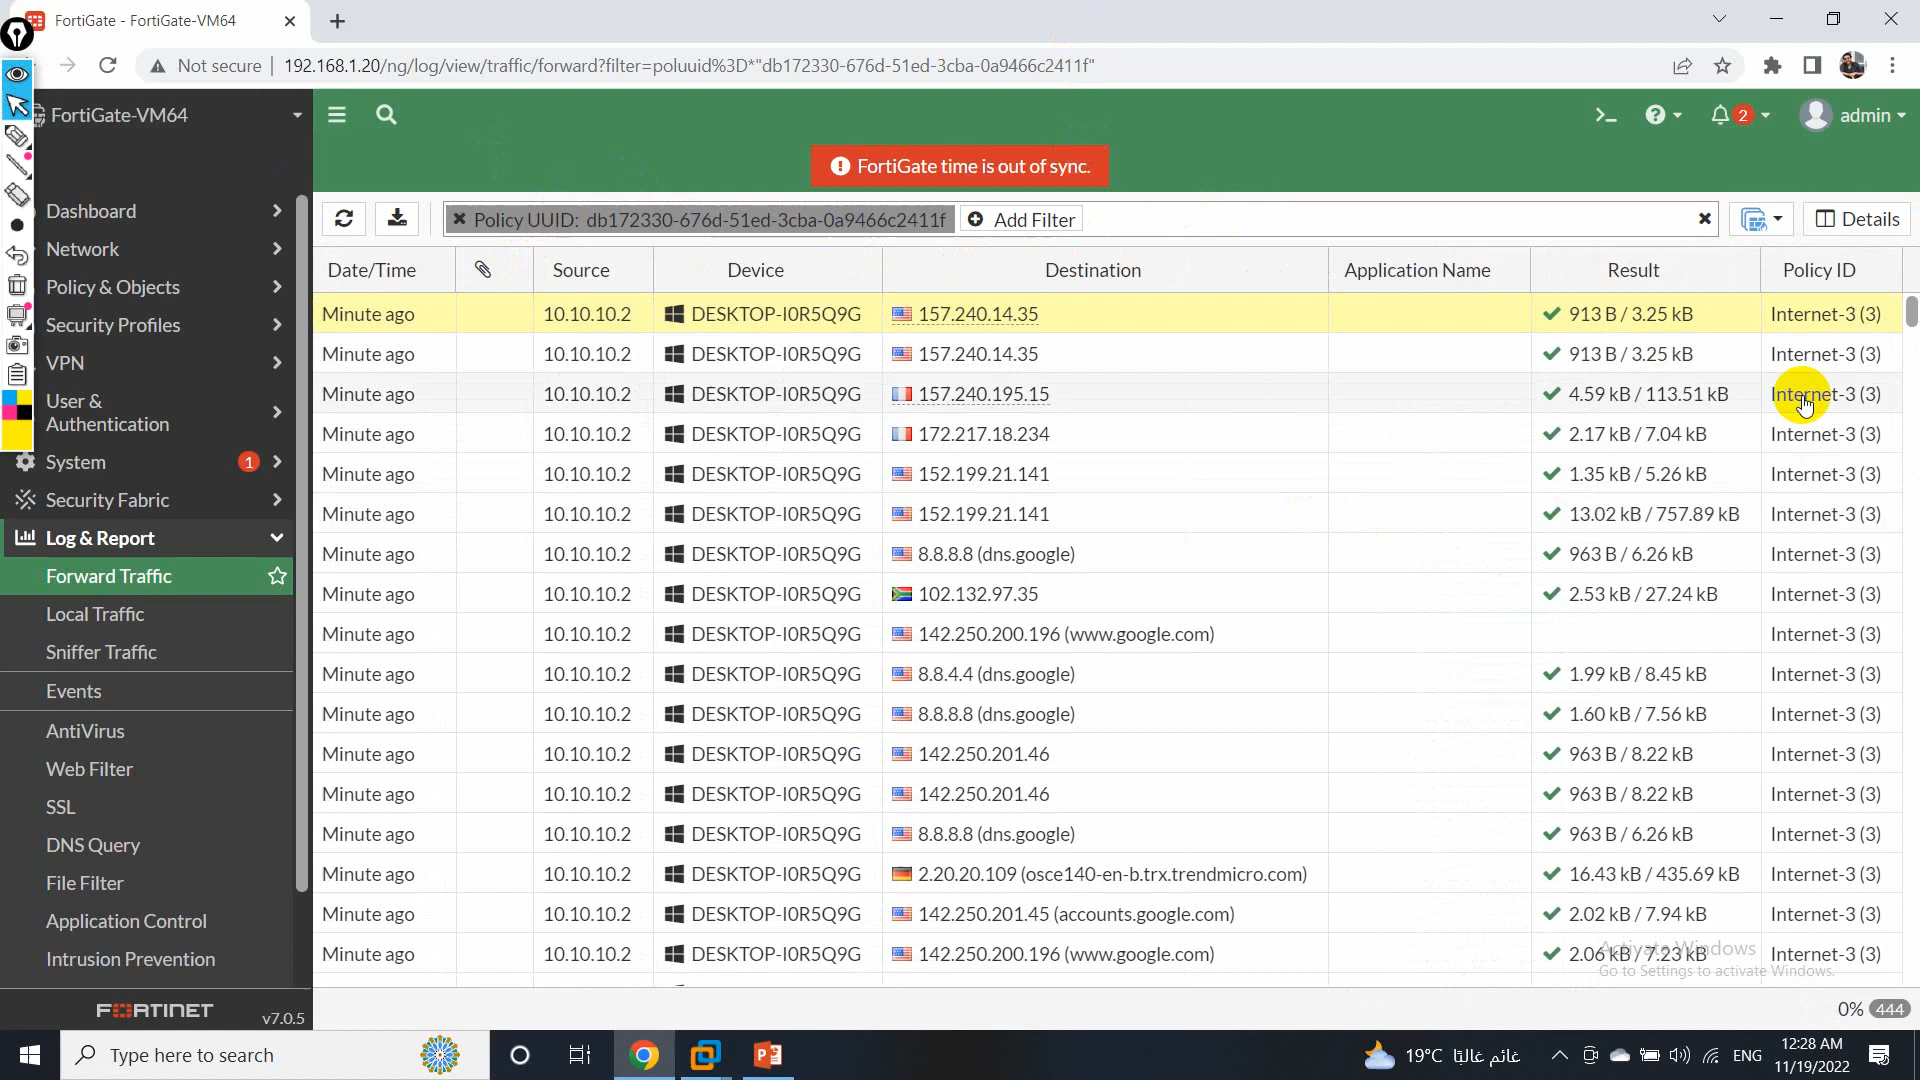 FortiGate - FortiGate-VM64
Not secure
192.168.1.20/ng/log/view/traffic/forward?filter=poluuid%3D*"db172330-676d-51ed-3cba-0a9466c2411f"
FortiGate-VM64
2
admin
FortiGate time is out of sync.
Dashboard
Network
Policy & Objects
Security Profiles
VPN
User &
Authentication
System 1
Security Fabric
Log & Report
Forward Traffic
Local Traffic
Sniffer Traffic
Events
AntiVirus
Web Filter
SSL
DNS Query
File Filter
Application Control
Intrusion Prevention
FORTINET v7.0.5
Policy UUID: db172330-676d-51ed-3cba-0a9466c2411f Add Filter Details
Date/Time Source Device Destination Application Name Result Policy ID
Minute ago 10.10.10.2 DESKTOP-I0R5Q9G 157.240.14.35 913 B / 3.25 kB Internet-3 (3)
Minute ago 10.10.10.2 DESKTOP-I0R5Q9G 157.240.14.35 913 B / 3.25 kB Internet-3 (3)
Minute ago 10.10.10.2 DESKTOP-I0R5Q9G 157.240.195.15 4.59 kB / 113.51 kB Internet-3 (3)
Minute ago 10.10.10.2 DESKTOP-I0R5Q9G 172.217.18.234 2.17 kB / 7.04 kB Internet-3 (3)
Minute ago 10.10.10.2 DESKTOP-I0R5Q9G 152.199.21.141 1.35 kB / 5.26 kB Internet-3 (3)
Minute ago 10.10.10.2 DESKTOP-I0R5Q9G 152.199.21.141 13.02 kB / 757.89 kB Internet-3 (3)
Minute ago 10.10.10.2 DESKTOP-I0R5Q9G 8.8.8.8 (dns.google) 963 B / 6.26 kB Internet-3 (3)
Minute ago 10.10.10.2 DESKTOP-I0R5Q9G 102.132.97.35 2.53 kB / 27.24 kB Internet-3 (3)
Minute ago 10.10.10.2 DESKTOP-I0R5Q9G 142.250.200.196 (www.google.com) Internet-3 (3)
Minute ago 10.10.10.2 DESKTOP-I0R5Q9G 8.8.4.4 (dns.google) 1.99 kB / 8.45 kB Internet-3 (3)
Minute ago 10.10.10.2 DESKTOP-I0R5Q9G 8.8.8.8 (dns.google) 1.60 kB / 7.56 kB Internet-3 (3)
Minute ago 10.10.10.2 DESKTOP-I0R5Q9G 142.250.201.46 963 B / 8.22 kB Internet-3 (3)
Minute ago 10.10.10.2 DESKTOP-I0R5Q9G 142.250.201.46 963 B / 8.22 kB Internet-3 (3)
Minute ago 10.10.10.2 DESKTOP-I0R5Q9G 8.8.8.8 (dns.google) 963 B / 6.26 kB Internet-3 (3)
Minute ago 10.10.10.2 DESKTOP-I0R5Q9G 2.20.20.109 (osce140-en-b.trx.trendmicro.com) 16.43 kB / 435.69 kB Internet-3 (3)
Minute ago 10.10.10.2 DESKTOP-I0R5Q9G 142.250.201.45 (accounts.google.com) 2.02 kB / 7.94 kB Internet-3 (3)
Minute ago 10.10.10.2 DESKTOP-I0R5Q9G 142.250.200.196 (www.google.com) 2.06 kB / 7.23 kB Internet-3 (3)
Activate Windows
Go to Settings to activate Windows.
0% 444
Type here to search
19°C غائم غالبًا
ENG
12:28 AM
11/19/2022